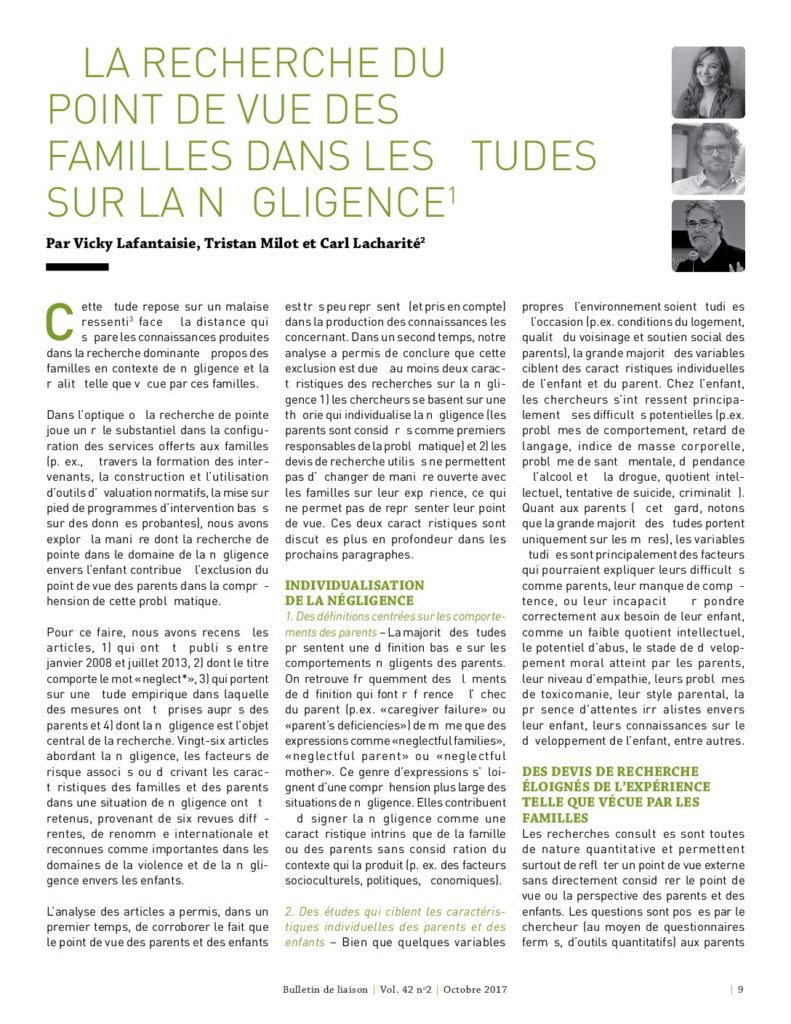 LA RECHERCHE DU
POINT DE VUE DES
FAMILLES DANS LES TUDES
SUR LA N GLIGENCE1
Par Vicky Lafantaisie, Tristan Milot et Carl Lacharité2
Cette tude repose sur un malaise
ressenti3 face la distance qui
s pare les connaissances produites
dans la recherche dominante propos des
familles en contexte de n gligence et la
r alit telle que v cue par ces familles.
Dans l'optique o la recherche de pointe
joue un r le substantiel dans la configu-
ration des services offerts aux familles
(p. ex., travers la formation des inter-
venants, la construction et l'utilisation
d'outils d' valuation normatifs, la mise sur
pied de programmes d'intervention bas s
sur des donn es probantes), nous avons
explor la mani re dont la recherche de
pointe dans le domaine de la n gligence
envers l'enfant contribue l'exclusion du
point de vue des parents dans la compr -
hension de cette probl matique.
Pour ce faire, nous avons recens les
articles, 1) qui ont t publi s entre
janvier 2008 et juillet 2013, 2) dont le titre
comporte le mot «neglect*», 3) qui portent
sur une tude empirique dans laquelle
des mesures ont t prises aupr s des
parents et 4) dont la n gligence est l'objet
central de la recherche. Vingt-six articles
abordant la n gligence, les facteurs de
risque associ s ou d crivant les carac-
t ristiques des familles et des parents
dans une situation de n gligence ont t
retenus, provenant de six revues diff -
rentes, de renomm e internationale et
reconnues comme importantes dans les
domaines de la violence et de la n gli-
gence envers les enfants.
L'analyse des articles a permis, dans un
premier temps, de corroborer le fait que
le point de vue des parents et des enfants
est tr s peu repr sent (et pris en compte)
dans la production des connaissances les
concernant. Dans un second temps, notre
analyse a permis de conclure que cette
exclusion est due au moins deux carac-
t ristiques des recherches sur la n gli-
gence 1) les chercheurs se basent sur une
th orie qui individualise la n gligence (les
parents sont consid r s comme premiers
responsables de la probl matique) et 2) les
devis de recherche utilis s ne permettent
pas d' changer de mani re ouverte avec
les familles sur leur exp rience, ce qui
ne permet pas de repr senter leur point
de vue. Ces deux caract ristiques sont
discut es plus en profondeur dans les
prochains paragraphes.
INDIVIDUALISATION
DE LA NÉGLIGENCE
1. Des définitions centrées sur les comporte-
ments des parents – La majorit des tudes
pr sentent une d finition bas e sur les
comportements n gligents des parents.
On retrouve fr quemment des l ments
de d finition qui font r f rence l' chec
du parent (p.ex. «caregiver failure» ou
«parent's deficiencies») de m me que des
expressions comme «neglectful families»,
«neglectful parent» ou «neglectful
mother». Ce genre d'expressions s' loi-
gnent d'une compr hension plus large des
situations de n gligence. Elles contribuent
d signer la n gligence comme une
caract ristique intrins que de la famille
ou des parents sans consid ration du
contexte qui la produit (p. ex. des facteurs
socioculturels, politiques, conomiques).
2. Des études qui ciblent les caractéris-
tiques individuelles des parents et des
enfants – Bien que quelques variables
propres l'environnement soient tudi es
l'occasion (p.ex. conditions du logement,
qualit du voisinage et soutien social des
parents), la grande majorit des variables
ciblent des caract ristiques individuelles
de l'enfant et du parent. Chez l'enfant,
les chercheurs s'int ressent principa-
lement ses difficult s potentielles (p.ex.
probl mes de comportement, retard de
langage, indice de masse corporelle,
probl me de sant mentale, d pendance
l'alcool et la drogue, quotient intel-
lectuel, tentative de suicide, criminalit ).
Quant aux parents ( cet gard, notons
que la grande majorit des tudes portent
uniquement sur les m res), les variables
tudi es sont principalement des facteurs
qui pourraient expliquer leurs difficult s
comme parents, leur manque de comp -
tence, ou leur incapacit r pondre
correctement aux besoin de leur enfant,
comme un faible quotient intellectuel,
le potentiel d'abus, le stade de d velop-
pement moral atteint par les parents,
leur niveau d'empathie, leurs probl mes
de toxicomanie, leur style parental, la
pr sence d'attentes irr alistes envers
leur enfant, leurs connaissances sur le
d veloppement de l'enfant, entre autres.
DES DEVIS DE RECHERCHE
ÉLOIGNÉS DE L'EXPÉRIENCE
TELLE QUE VÉCUE PAR LES
FAMILLES
Les recherches consult es sont toutes
de nature quantitative et permettent
surtout de refl ter un point de vue externe
sans directement consid rer le point de
vue ou la perspective des parents et des
enfants. Les questions sont pos es par le
chercheur (au moyen de questionnaires
ferm s, d'outils quantitatifs) aux parents
Bulletin de liaison | Vol. 42 no2 | Octobre 2017
| 9